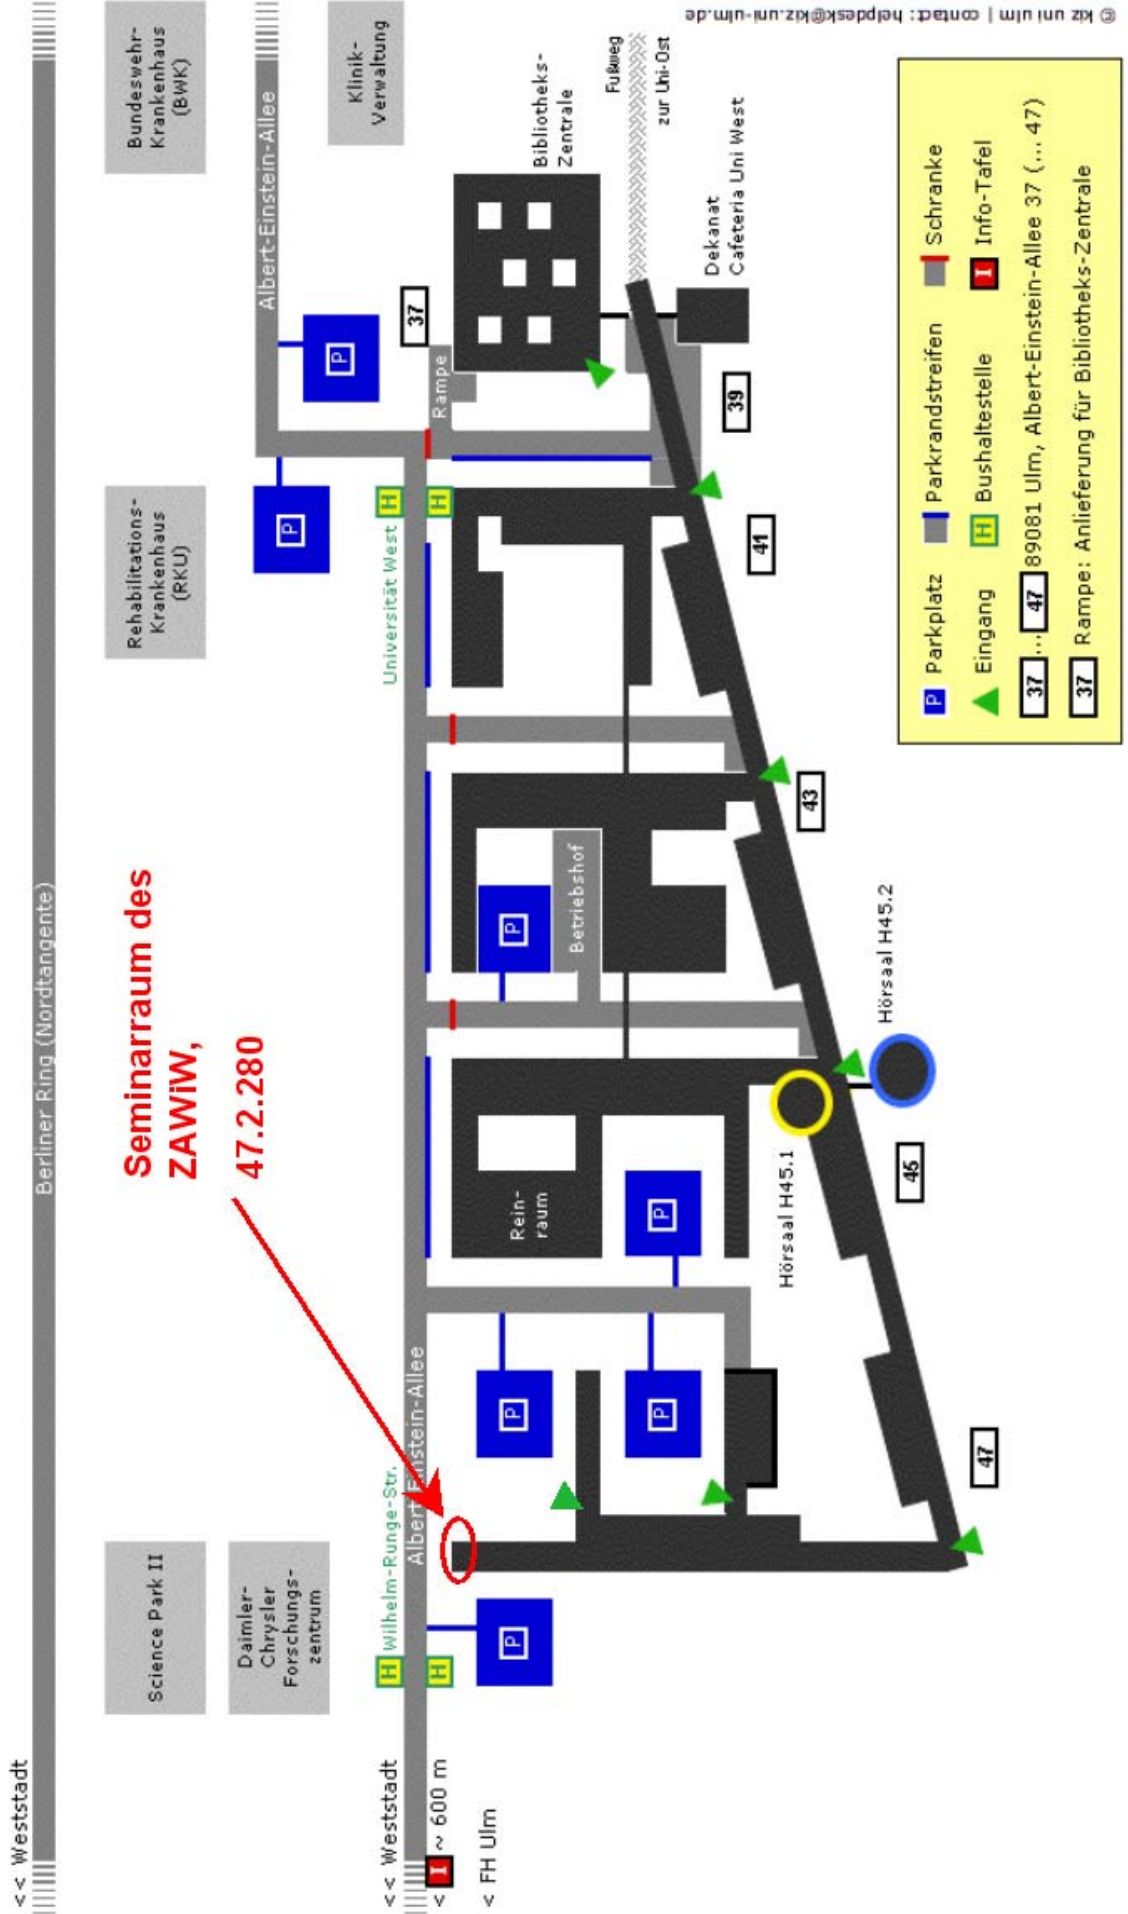 << Weststadt
Berliner Ring (Nordtangente)
Science Park II
Daimler-
Chrysler
Forschungs-
zentrum
Seminarraum des
ZAWiW,
47.2.280
Rehabilitations-
Krankenhaus
(RKU)
Bundeswehr-
Krankenhaus
(BWK)
Klinik-
Verwaltung
Albert-Einstein-Allee
P
P
37
Rampe
<< Weststadt
H Wilhelm-Runge-Str.
H
Albert-Einstein-Allee
Universität West H
H
< I ~ 600 m
< FH Ulm
P
P
P
P
Rein-
raum
P
Betriebshof
Bibliotheks-
Zentrale
Fußweg
zur Uni-Ost
Dekanat
Cafeteria Uni West
39
41
43
Hörsaal H45.1
Hörsaal H45.2
45
47
P Parkplatz
Parkrandstreifen
Schranke
Eingang
H Bushaltestelle
I Info-Tafel
37 ... 47 89081 Ulm, Albert-Einstein-Allee 37 (... 47)
37 Rampe: Anlieferung für Bibliotheks-Zentrale
© kiz uni ulm | contact: helpdesk@kiz.uni-ulm.de